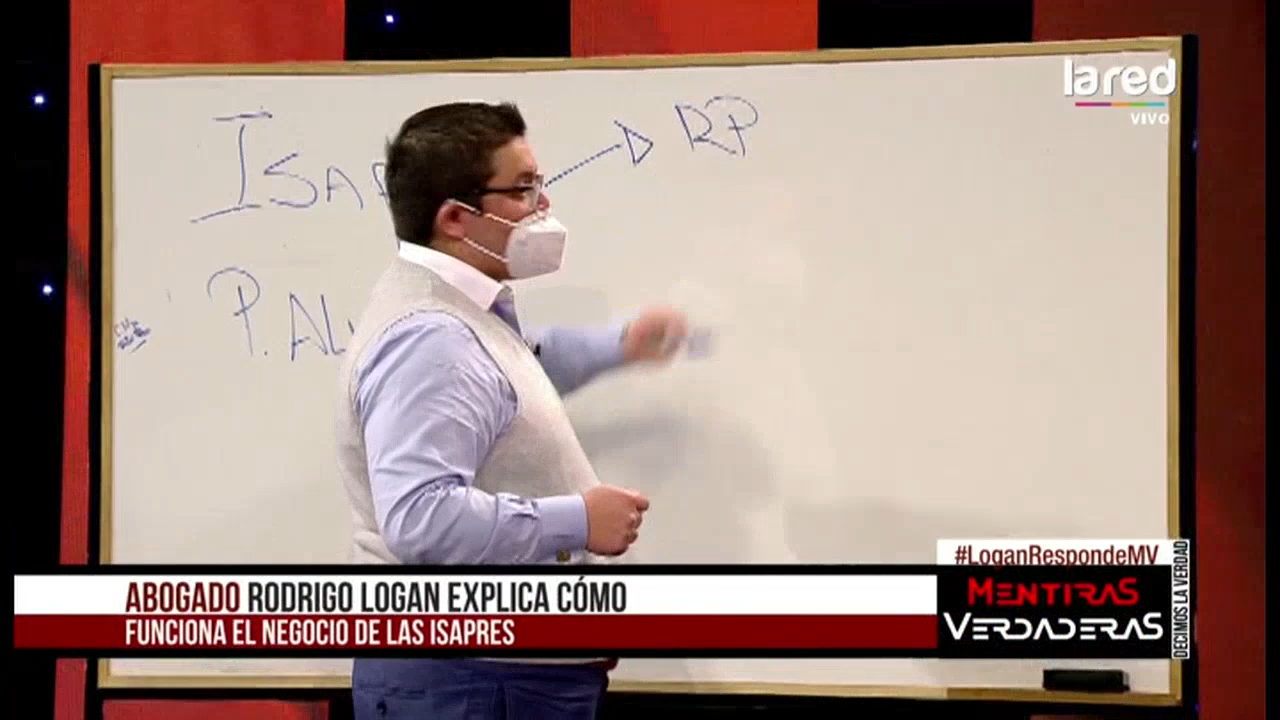 lared
VIVO
ISAP
RP
P. AL
#LoganRespondeMV
ABOGADO RODRIGO LOGAN EXPLICA CÓMO
FUNCIONA EL NEGOCIO DE LAS ISAPRES
MENTIRAS
VERDADERAS
DECIMOS LA VERDAD